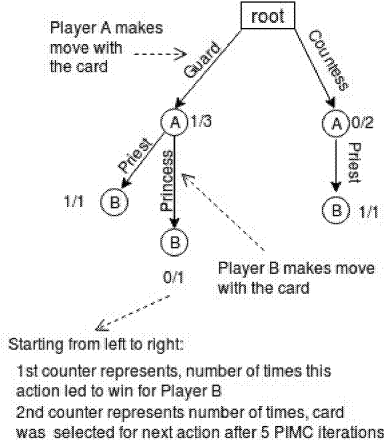 root
Player A makes
move with
the card
Guard
Countess
A 1/3
A 0/2
Priest
Princess
Priest
1/1 B
B 1/1
B
0/1
Player B makes move
with the card
Starting from left to right:
1st counter represents, number of times this
action led to win for Player B
2nd counter represents number of times, card
was selected for next action after 5 PIMC iterations